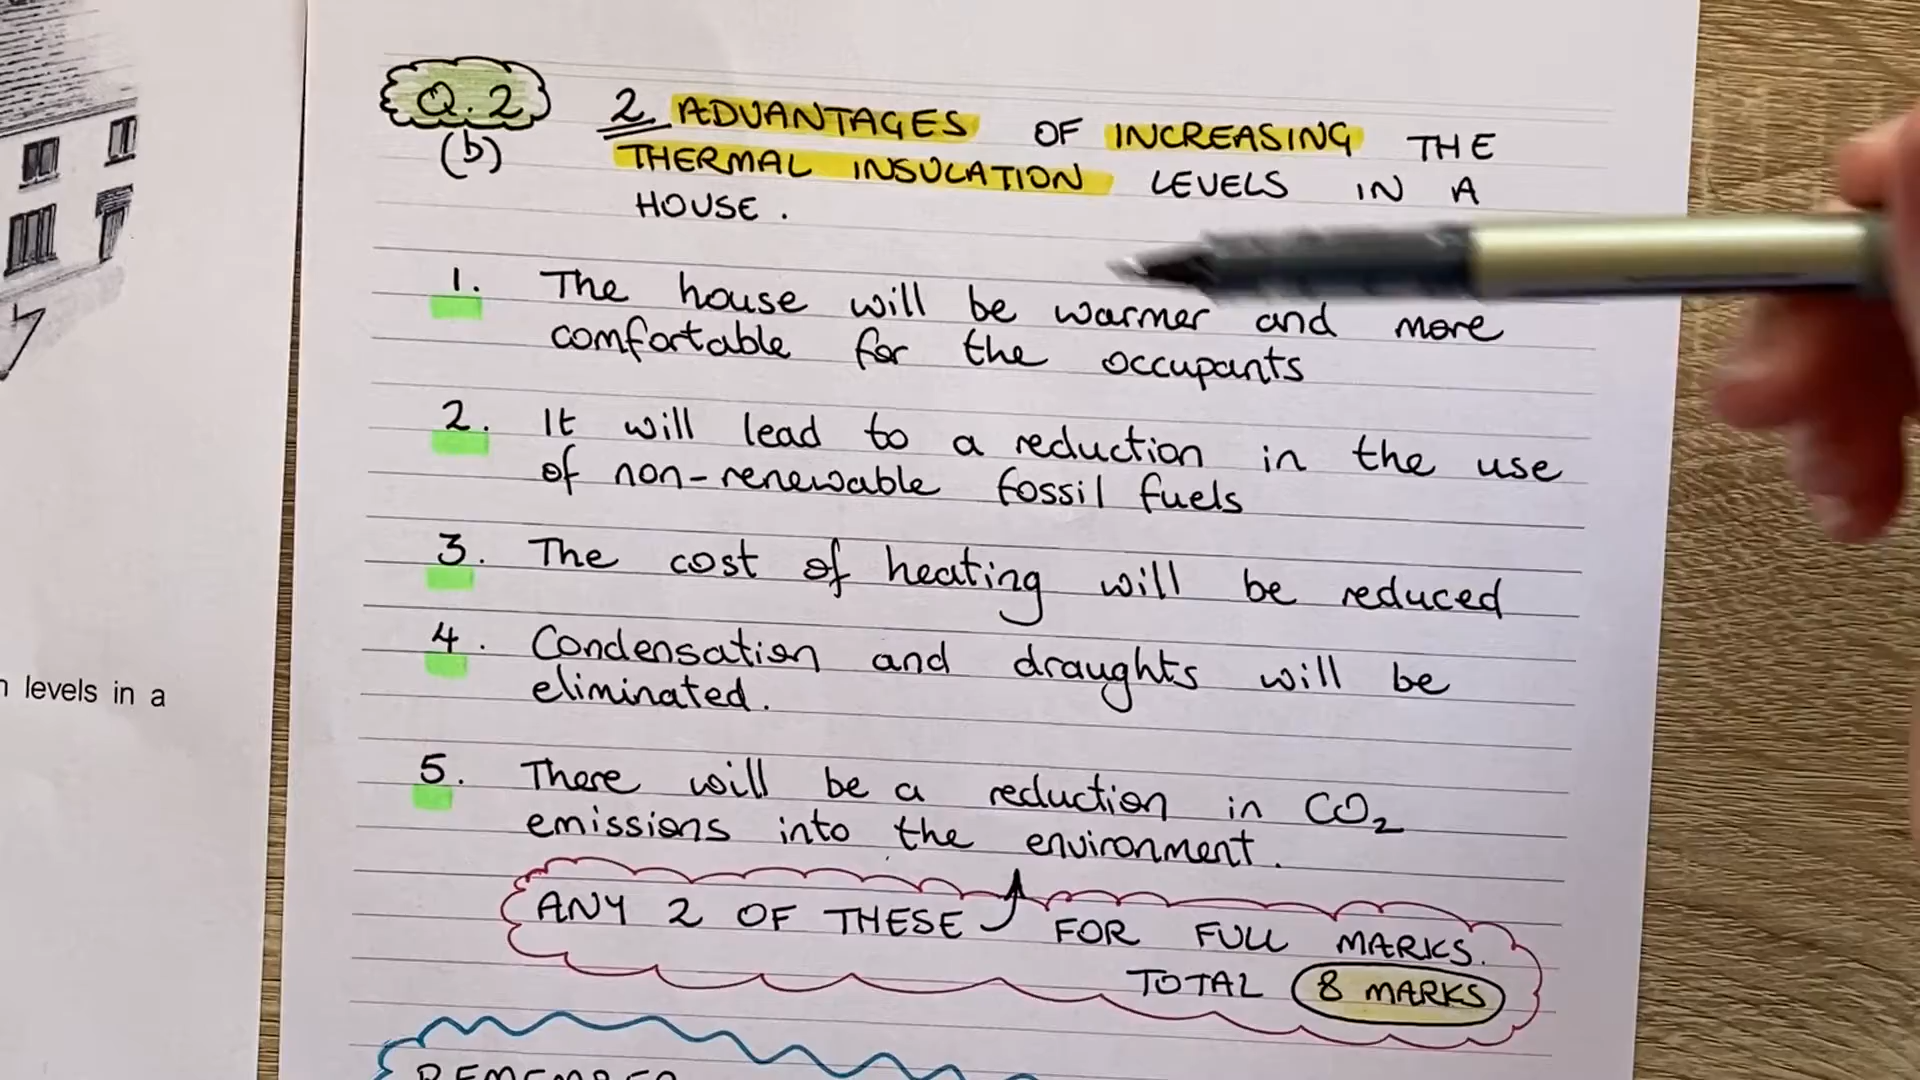 Q.2
(b)
2 ADVANTAGES OF INCREASING THE
THERMAL INSULATION LEVELS IN A
HOUSE.
1. The house will be warmer and more
comfortable for the occupants
2. It will lead to a reduction in the use
of non-renewable fossil fuels
3. The cost of heating will be reduced
4. Condensation and draughts will be
eliminated.
5. There will be a reduction in CO2
emissions into the environment.
ANY 2 OF THESE FOR FULL MARKS.
TOTAL 8 MARKS
REMEMBER
levels in a